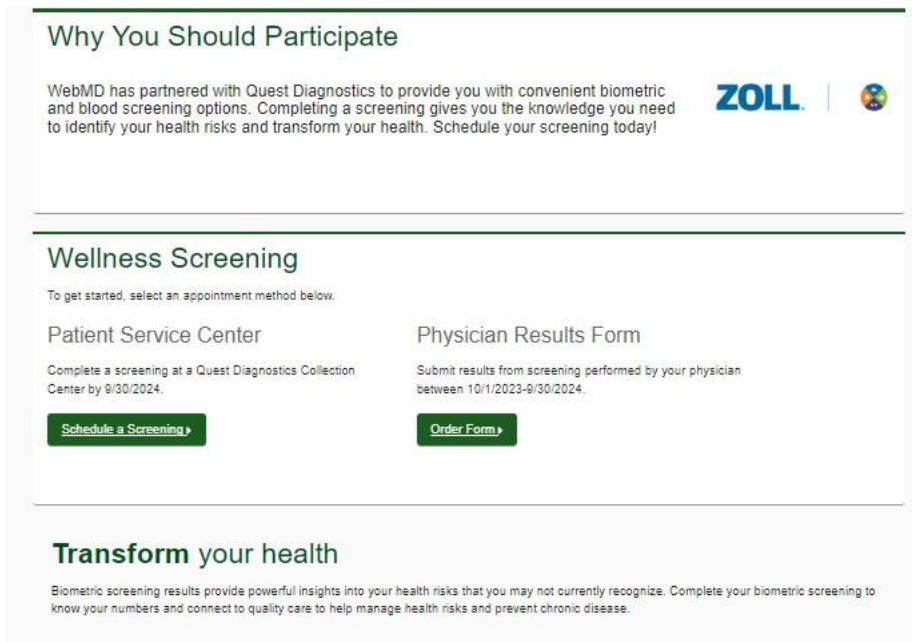 Why You Should Participate
WebMD has partnered with Quest Diagnostics to provide you with convenient biometric
and blood screening options. Completing a screening gives you the knowledge you need
to identify your health risks and transform your health. Schedule your screening today!
ZOLL.
Wellness Screening
To get started, select an appointment method below.
Patient Service Center
Complete a screening at a Quest Diagnostics Collection
Center by 9/30/2024.
Schedule a Screening
Physician Results Form
Submit results from screening performed by your physician
between 10/1/2023-9/30/2024.
Order Form
Transform your health
Biometric screening results provide powerful insights into your health risks that you may not currently recognize. Complete your biometric screening to
know your numbers and connect to quality care to help manage health risks and prevent chronic disease.